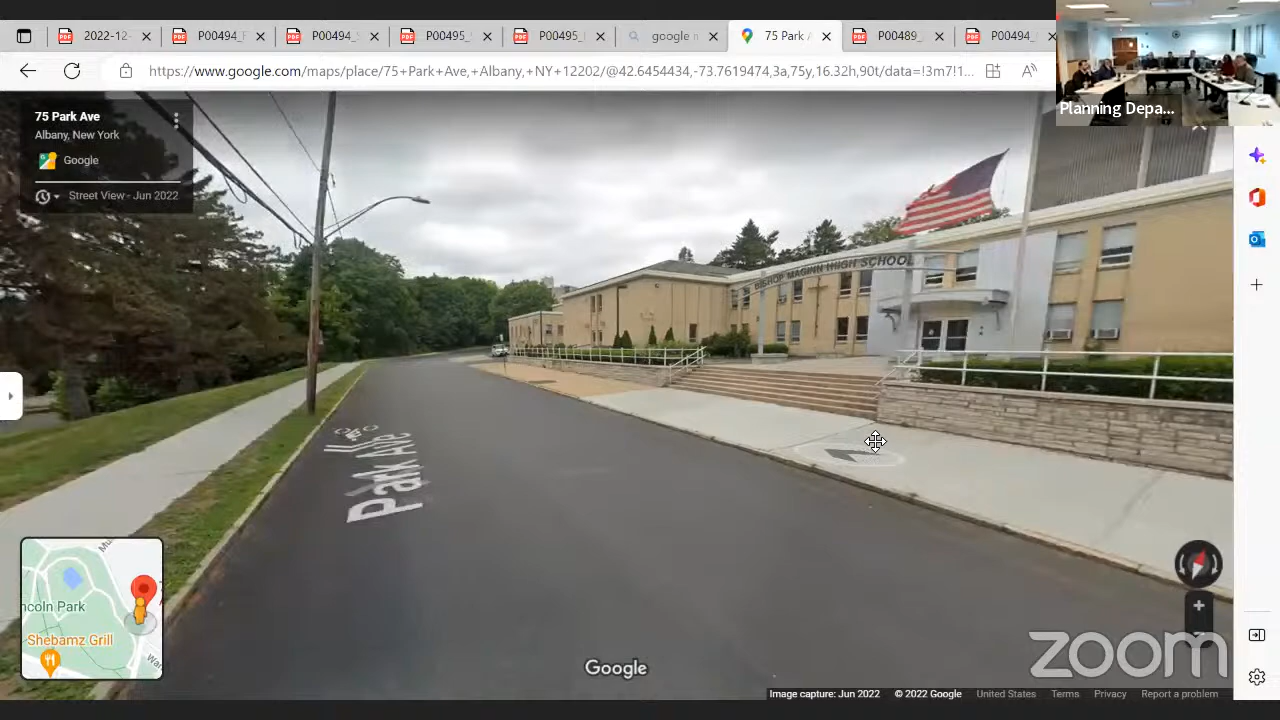 2022-12-
P00494_F
P00494_
P00495_
P00495_
google m
75 Park A
P00489_
P00494_
https://www.google.com/maps/place/75+Park+Ave,+Albany,+NY+12202/@42.6454434,-73.7619474,3a,75y,16.32h,90t/data=!3m7!1...
Planning Depa...
75 Park Ave
Albany, New York
Google
Street View - Jun 2022
BISHOP MAGINN HIGH SCHOOL
Park Ave
ncoln Park
Shebamz Grill
Google
zoom
Image capture: Jun 2022 © 2022 Google United States Terms Privacy Report a problem